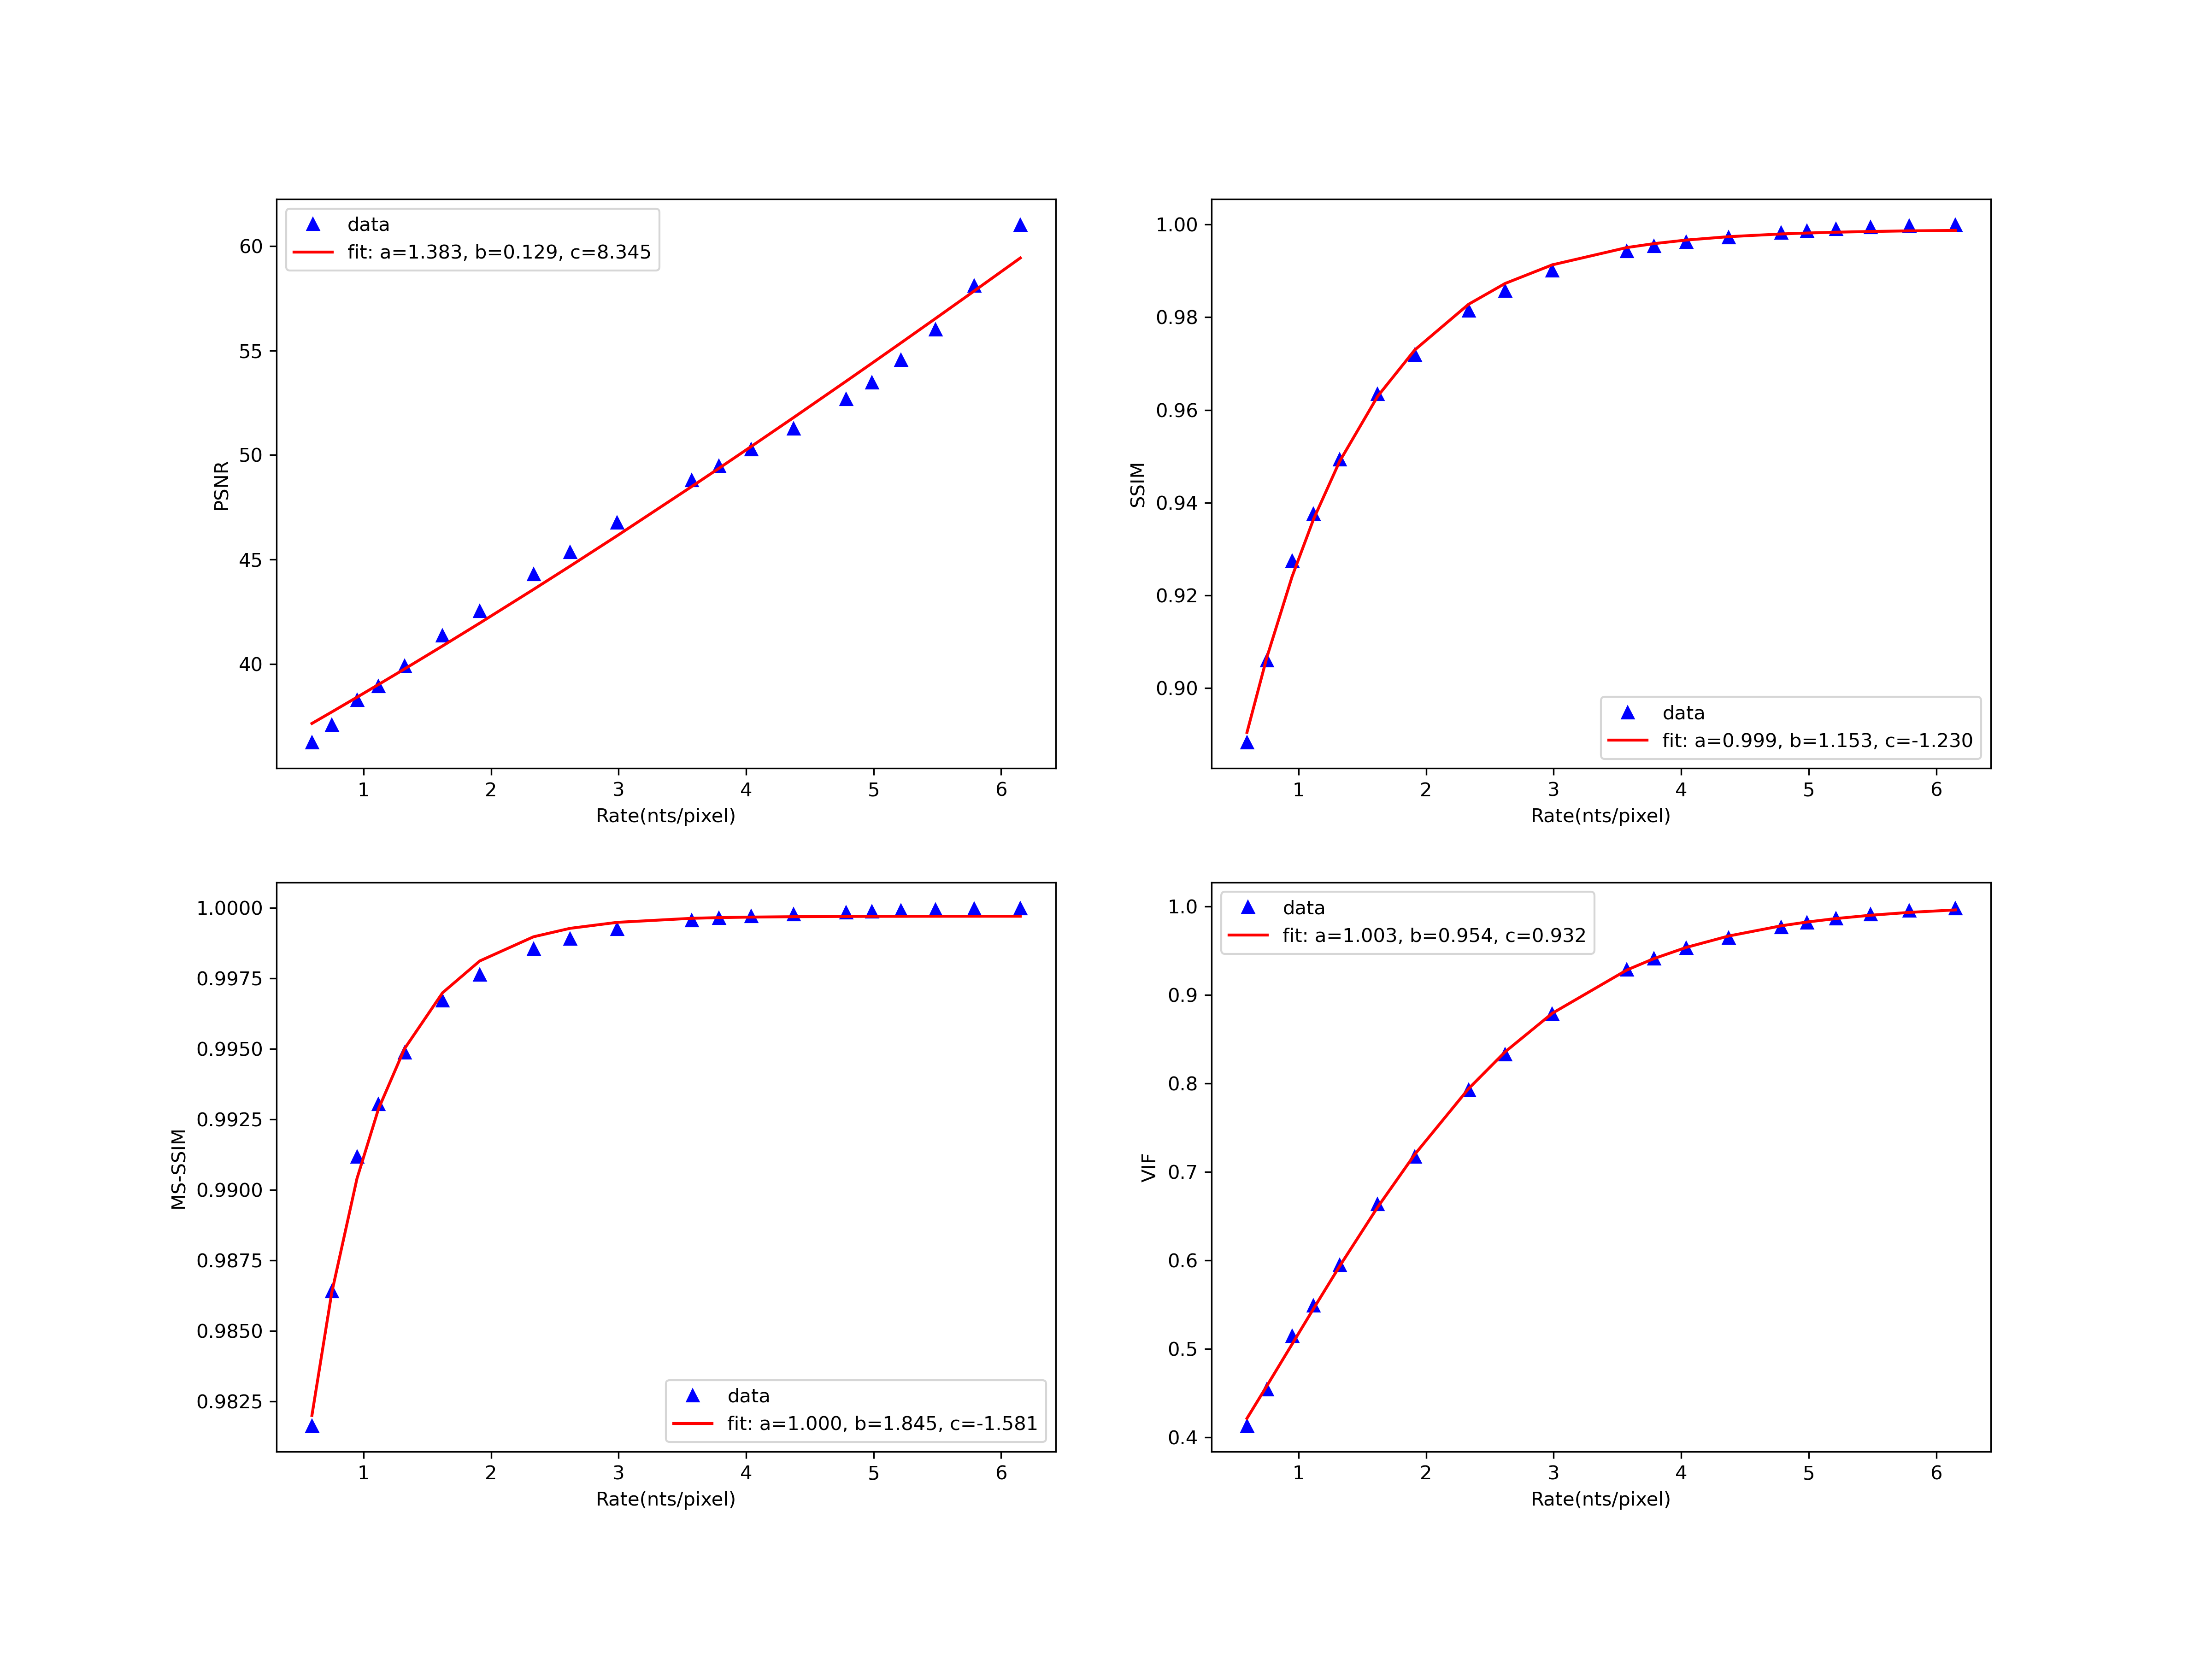 data
fit: a=1.383, b=0.129, c=8.345
60
55
50
45
40
PSNR
1 2 3 4 5 6
Rate(nts/pixel)
1.00
0.98
0.96
0.94
0.92
0.90
SSIM
data
fit: a=0.999, b=1.153, c=-1.230
1 2 3 4 5 6
Rate(nts/pixel)
1.0000
0.9975
0.9950
0.9925
0.9900
0.9875
0.9850
0.9825
MS-SSIM
data
fit: a=1.000, b=1.845, c=-1.581
1 2 3 4 5 6
Rate(nts/pixel)
data
fit: a=1.003, b=0.954, c=0.932
1.0
0.9
0.8
0.7
0.6
0.5
0.4
VIF
1 2 3 4 5 6
Rate(nts/pixel)